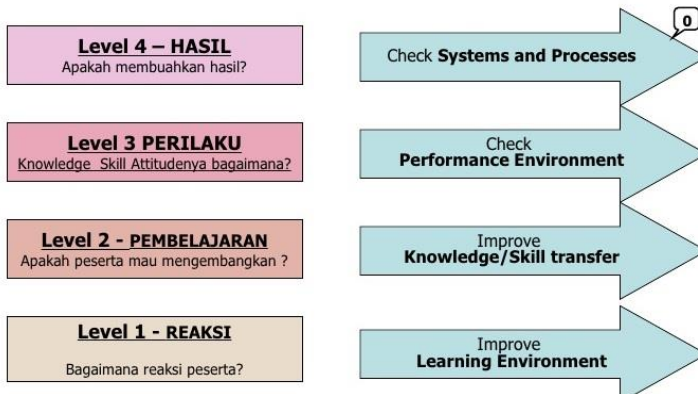 0
Level 4 – HASIL
Apakah membuahkan hasil?
Check Systems and Processes
Level 3 PERILAKU
Knowledge Skill Attitudenya bagaimana?
Check
Performance Environment
Level 2 - PEMBELAJARAN
Apakah peserta mau mengembangkan ?
Improve
Knowledge/Skill transfer
Level 1 - REAKSI
Bagaimana reaksi peserta?
Improve
Learning Environment